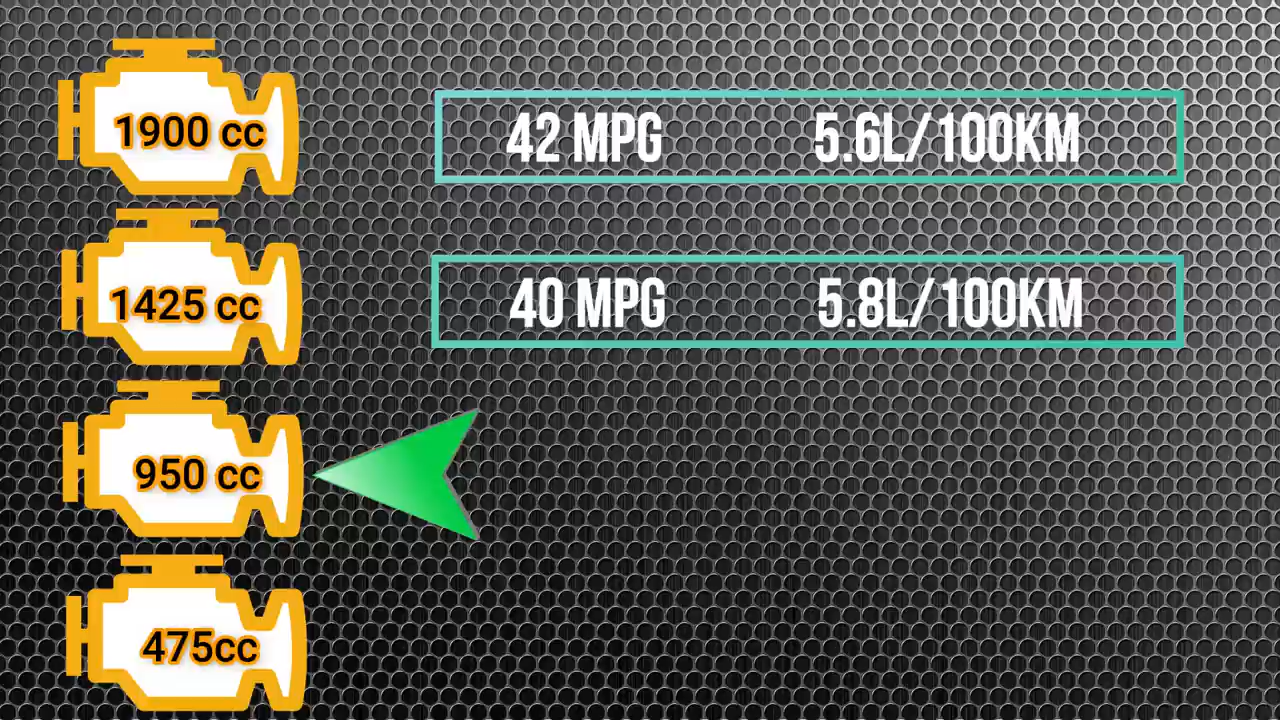 1900 cc
42 MPG 5.6L/100KM
1425 cc
40 MPG 5.8L/100KM
950 cc
475cc